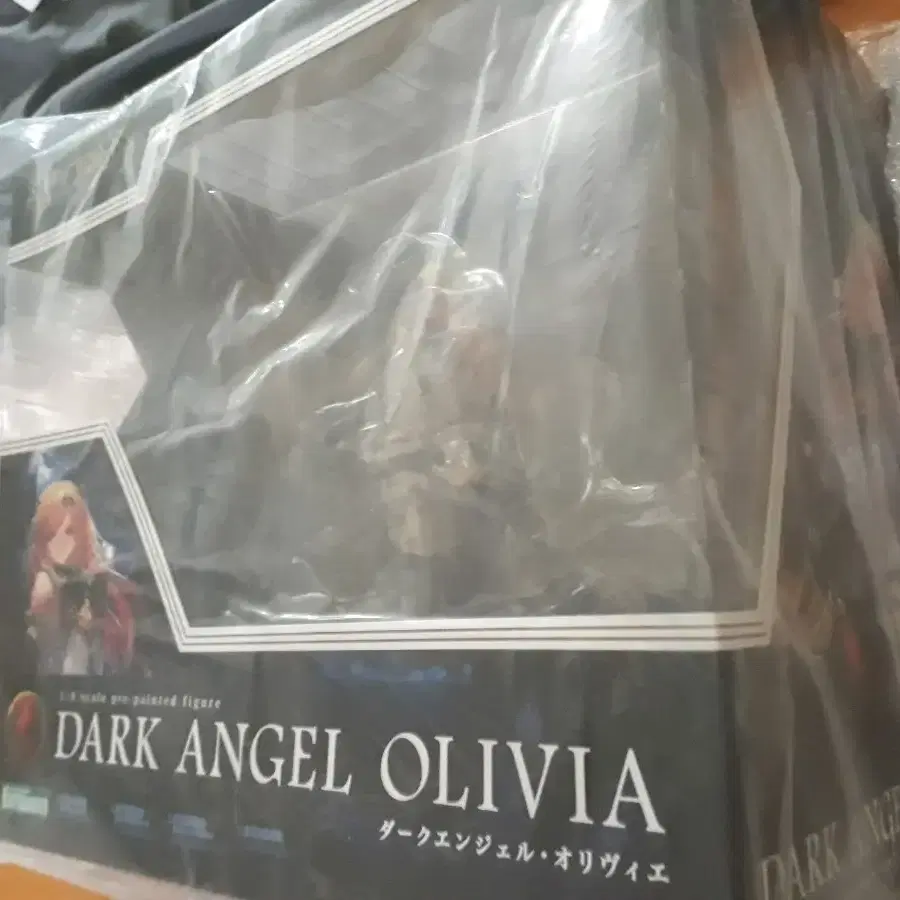 1/8 scale pre-painted figure
DARK ANGEL OLIVIA
ダークエンジェル・オリヴィエ
DARK ANGE